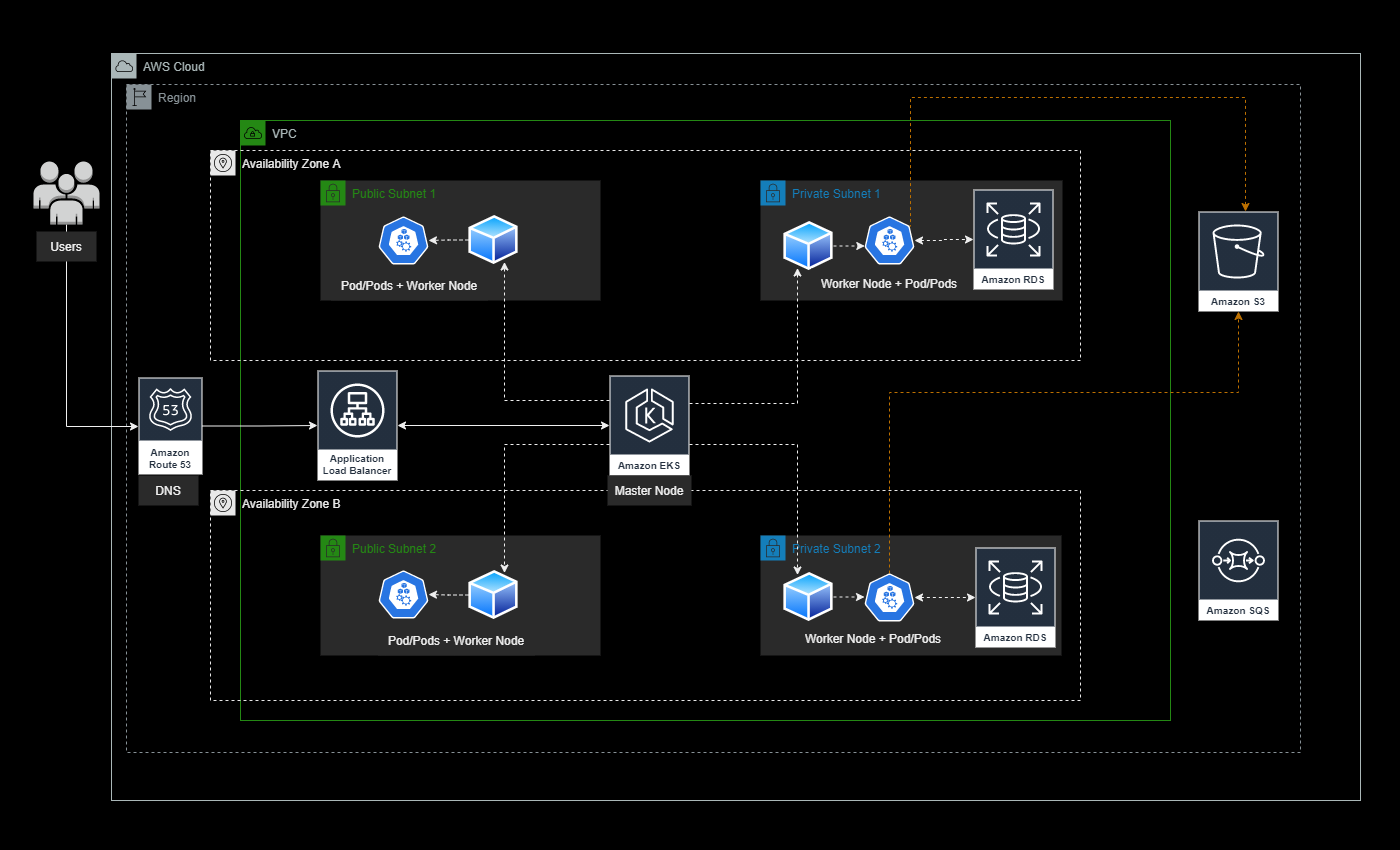 AWS Cloud
Region
VPC
Availability Zone A
Public Subnet 1
Private Subnet 1
Pod/Pods + Worker Node
Worker Node + Pod/Pods
Amazon RDS
Users
Amazon S3
53
Amazon
Route 53
DNS
Application
Load Balancer
K
Amazon EKS
Master Node
Availability Zone B
Public Subnet 2
Private Subnet 2
Pod/Pods + Worker Node
Worker Node + Pod/Pods
Amazon RDS
Amazon SQS